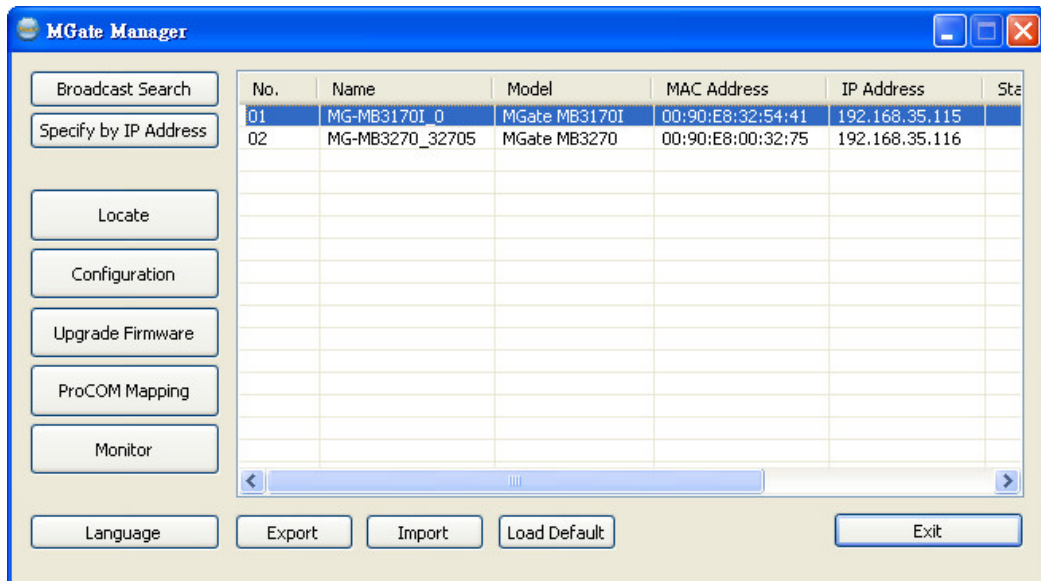 MGate Manager
Broadcast Search
Specify by IP Address
Locate
Configuration
Upgrade Firmware
ProCOM Mapping
Monitor
Language
No. Name Model MAC Address IP Address Sta
01 MG-MB3170I_0 MGate MB3170I 00:90:E8:32:54:41 192.168.35.115
02 MG-MB3270_32705 MGate MB3270 00:90:E8:00:32:75 192.168.35.116
Export Import Load Default Exit